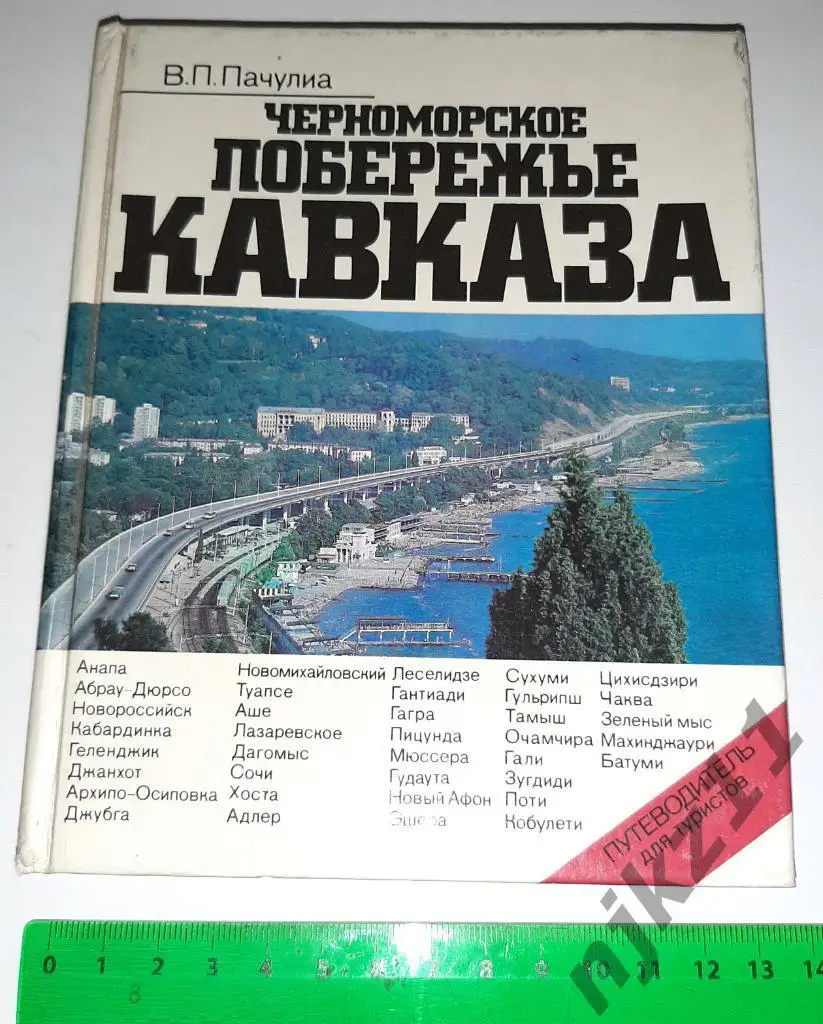 В.П.Пачулиа
ЧЕРНОМОРСКОЕ
ПОБЕРЕЖЬЕ
КАВКАЗА
Анапа
Абрау-Дюрсо
Новороссийск
Кабардинка
Геленджик
Джанхот
Архипо-Осиповка
Джубга
Новомихайловский
Туапсе
Аше
Лазаревское
Дагомыс
Сочи
Хоста
Адлер
Леселидзе
Гантиади
Гагра
Пицунда
Мюссера
Гудаута
Новый Афон
Эшера
Сухуми
Гульрипш
Тамыш
Очамчира
Гали
Зугдиди
Поти
Кобулети
Цихисдзири
Чаква
Зеленый мыс
Махинджаури
Батуми
ПУТЕВОДИТЕЛЬ
для туристов
0 1 2 3 4 5 6 7 8 9 10 11 12 13 14
8
njkz11